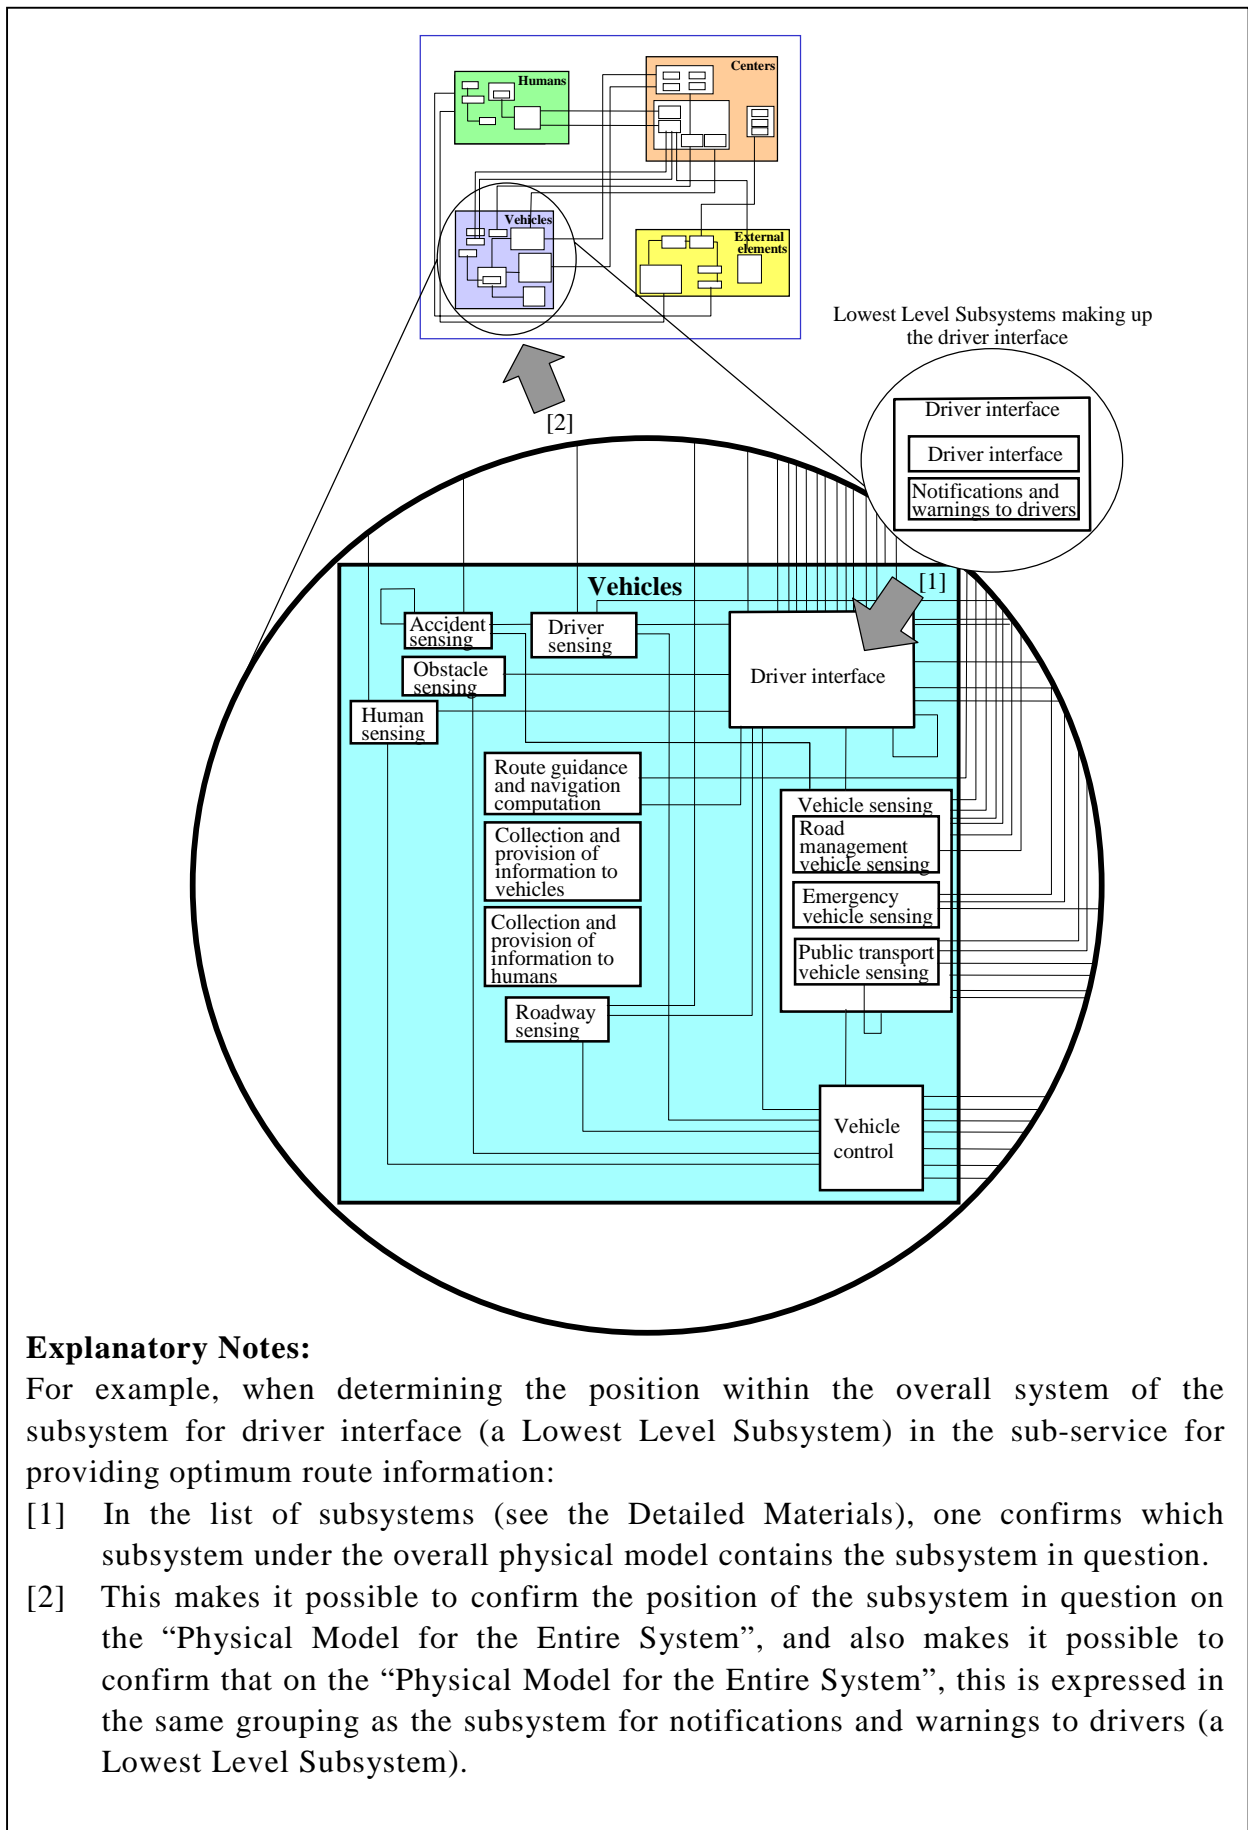 Humans
Centers
Vehicles
External
elements
Lowest Level Subsystems making up
the driver interface
Driver interface
Driver interface
Notifications and
warnings to drivers
[2]
[1]
Vehicles
Accident
sensing
Driver
sensing
Obstacle
sensing
Driver interface
Human
sensing
Route guidance
and navigation
computation
Vehicle sensing
Road
management
vehicle sensing
Collection and
provision of
information to
vehicles
Emergency
vehicle sensing
Collection and
provision of
information to
humans
Public transport
vehicle sensing
Roadway
sensing
Vehicle
control
Explanatory Notes:
For example, when determining the position within the overall system of the
subsystem for driver interface (a Lowest Level Subsystem) in the sub-service for
providing optimum route information:
[1] In the list of subsystems (see the Detailed Materials), one confirms which
subsystem under the overall physical model contains the subsystem in question.
[2] This makes it possible to confirm the position of the subsystem in question on
the “Physical Model for the Entire System”, and also makes it possible to
confirm that on the “Physical Model for the Entire System”, this is expressed in
the same grouping as the subsystem for notifications and warnings to drivers (a
Lowest Level Subsystem).